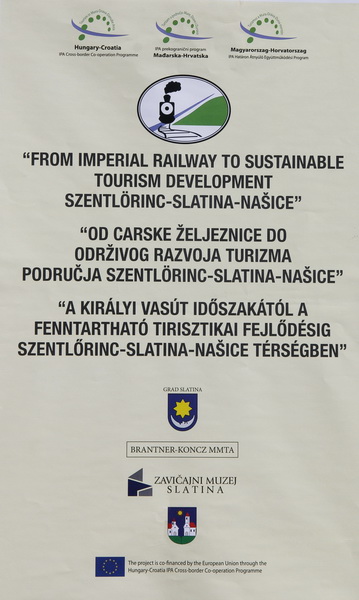 Hungary-Croatia
IPA Cross-border Co-operation Programme
IPA prekogranični program
Mađarska-Hrvatska
Magyarország-Horvátország
IPA Határon Átnyúló Együttműködési Program
“FROM IMPERIAL RAILWAY TO SUSTAINABLE
TOURISM DEVELOPMENT
SZENTLÖRINC-SLATINA-NAŠICE”
“OD CARSKE ŽELJEZNICE DO
ODRŽIVOG RAZVOJA TURIZMA
PODRUČJA SZENTLÖRINC-SLATINA-NAŠICE”
“A KIRÁLYI VASÚT IDŐSZAKÁTÓL A
FENNTARTHATÓ TIRISZTIKAI FEJLŐDÉSIG
SZENTLŐRINC-SLATINA-NAŠICE TÉRSÉGBEN”
GRAD SLATINA
BRANTNER-KONCZ MMTA
ZAVIČAJNI MUZEJ
SLATINA
The project is co-financed by the European Union through the
Hungary-Croatia IPA Cross-border Co-operation Programme